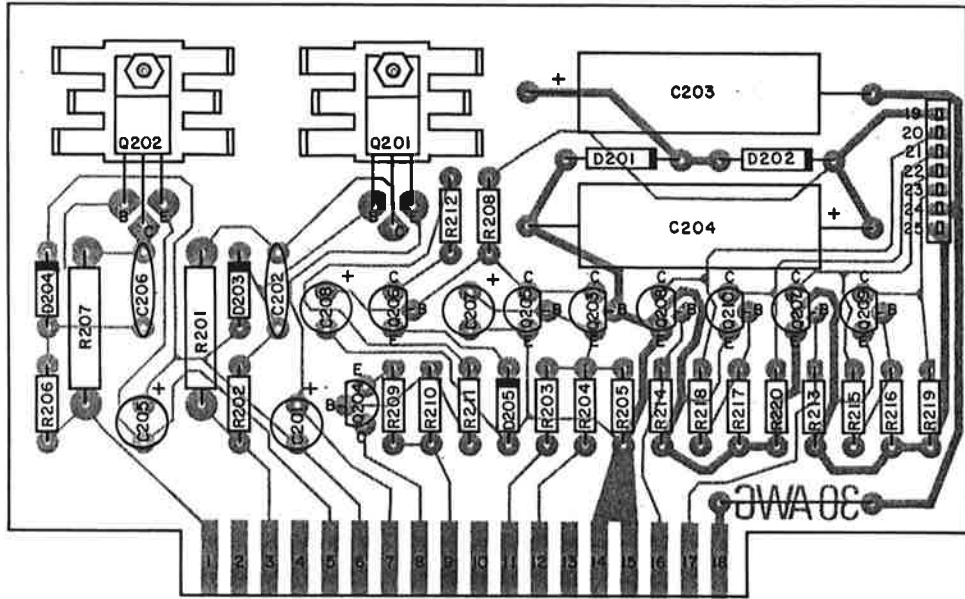 Q202
Q201
C203
C204
D201
D202
+
+
19
20
21
22
23
24
25
B
C
E
B
C
E
R212
R208
D204
R207
C206
R201
D203
C202
+
C208
C
Q206
B
E
+
C207
C
Q205
B
C
Q203
B
E
C
Q208
B
E
C
Q210
B
E
C
Q207
B
E
C
Q209
B
E
R206
C205
+
R202
C201
+
E
B
Q204
C
R209
R210
R211
D205
R203
R204
R205
R214
R218
R217
R220
R213
R215
R216
R219
30 AWG
1
2
3
4
5
6
7
8
9
10
11
12
13
14
15
16
17
18